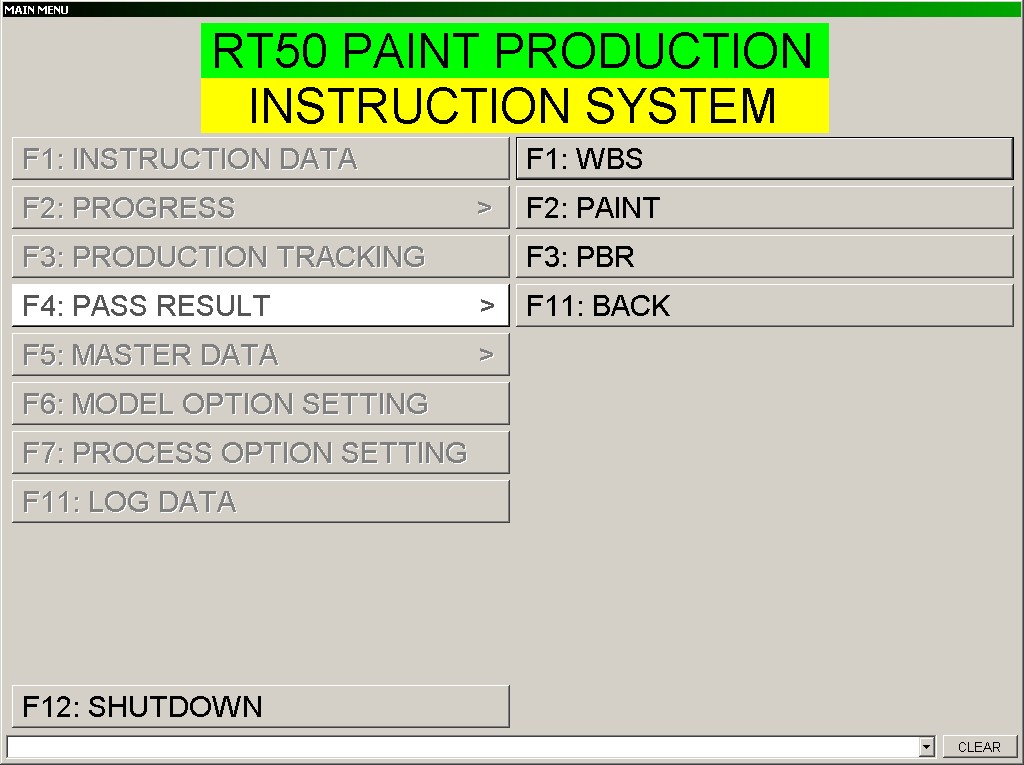 MAIN MENU
RT50 PAINT PRODUCTION
INSTRUCTION SYSTEM
F1: INSTRUCTION DATA
F2: PROGRESS >
F3: PRODUCTION TRACKING
F4: PASS RESULT >
F5: MASTER DATA >
F6: MODEL OPTION SETTING
F7: PROCESS OPTION SETTING
F11: LOG DATA
F1: WBS
F2: PAINT
F3: PBR
F11: BACK
F12: SHUTDOWN
CLEAR